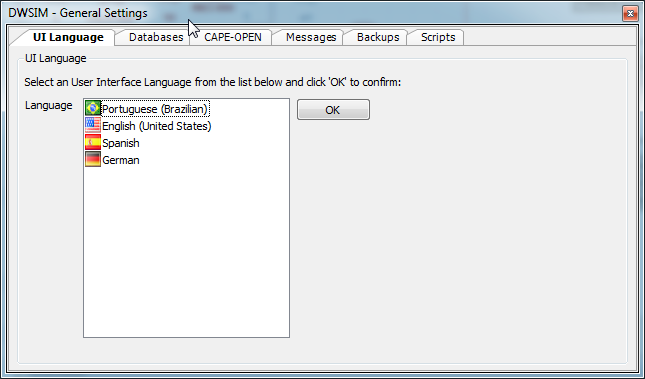 DWSIM - General Settings
UI Language Databases CAPE-OPEN Messages Backups Scripts
UI Language
Select an User Interface Language from the list below and click 'OK' to confirm:
Language
Portuguese (Brazilian)
OK
English (United States)
Spanish
German